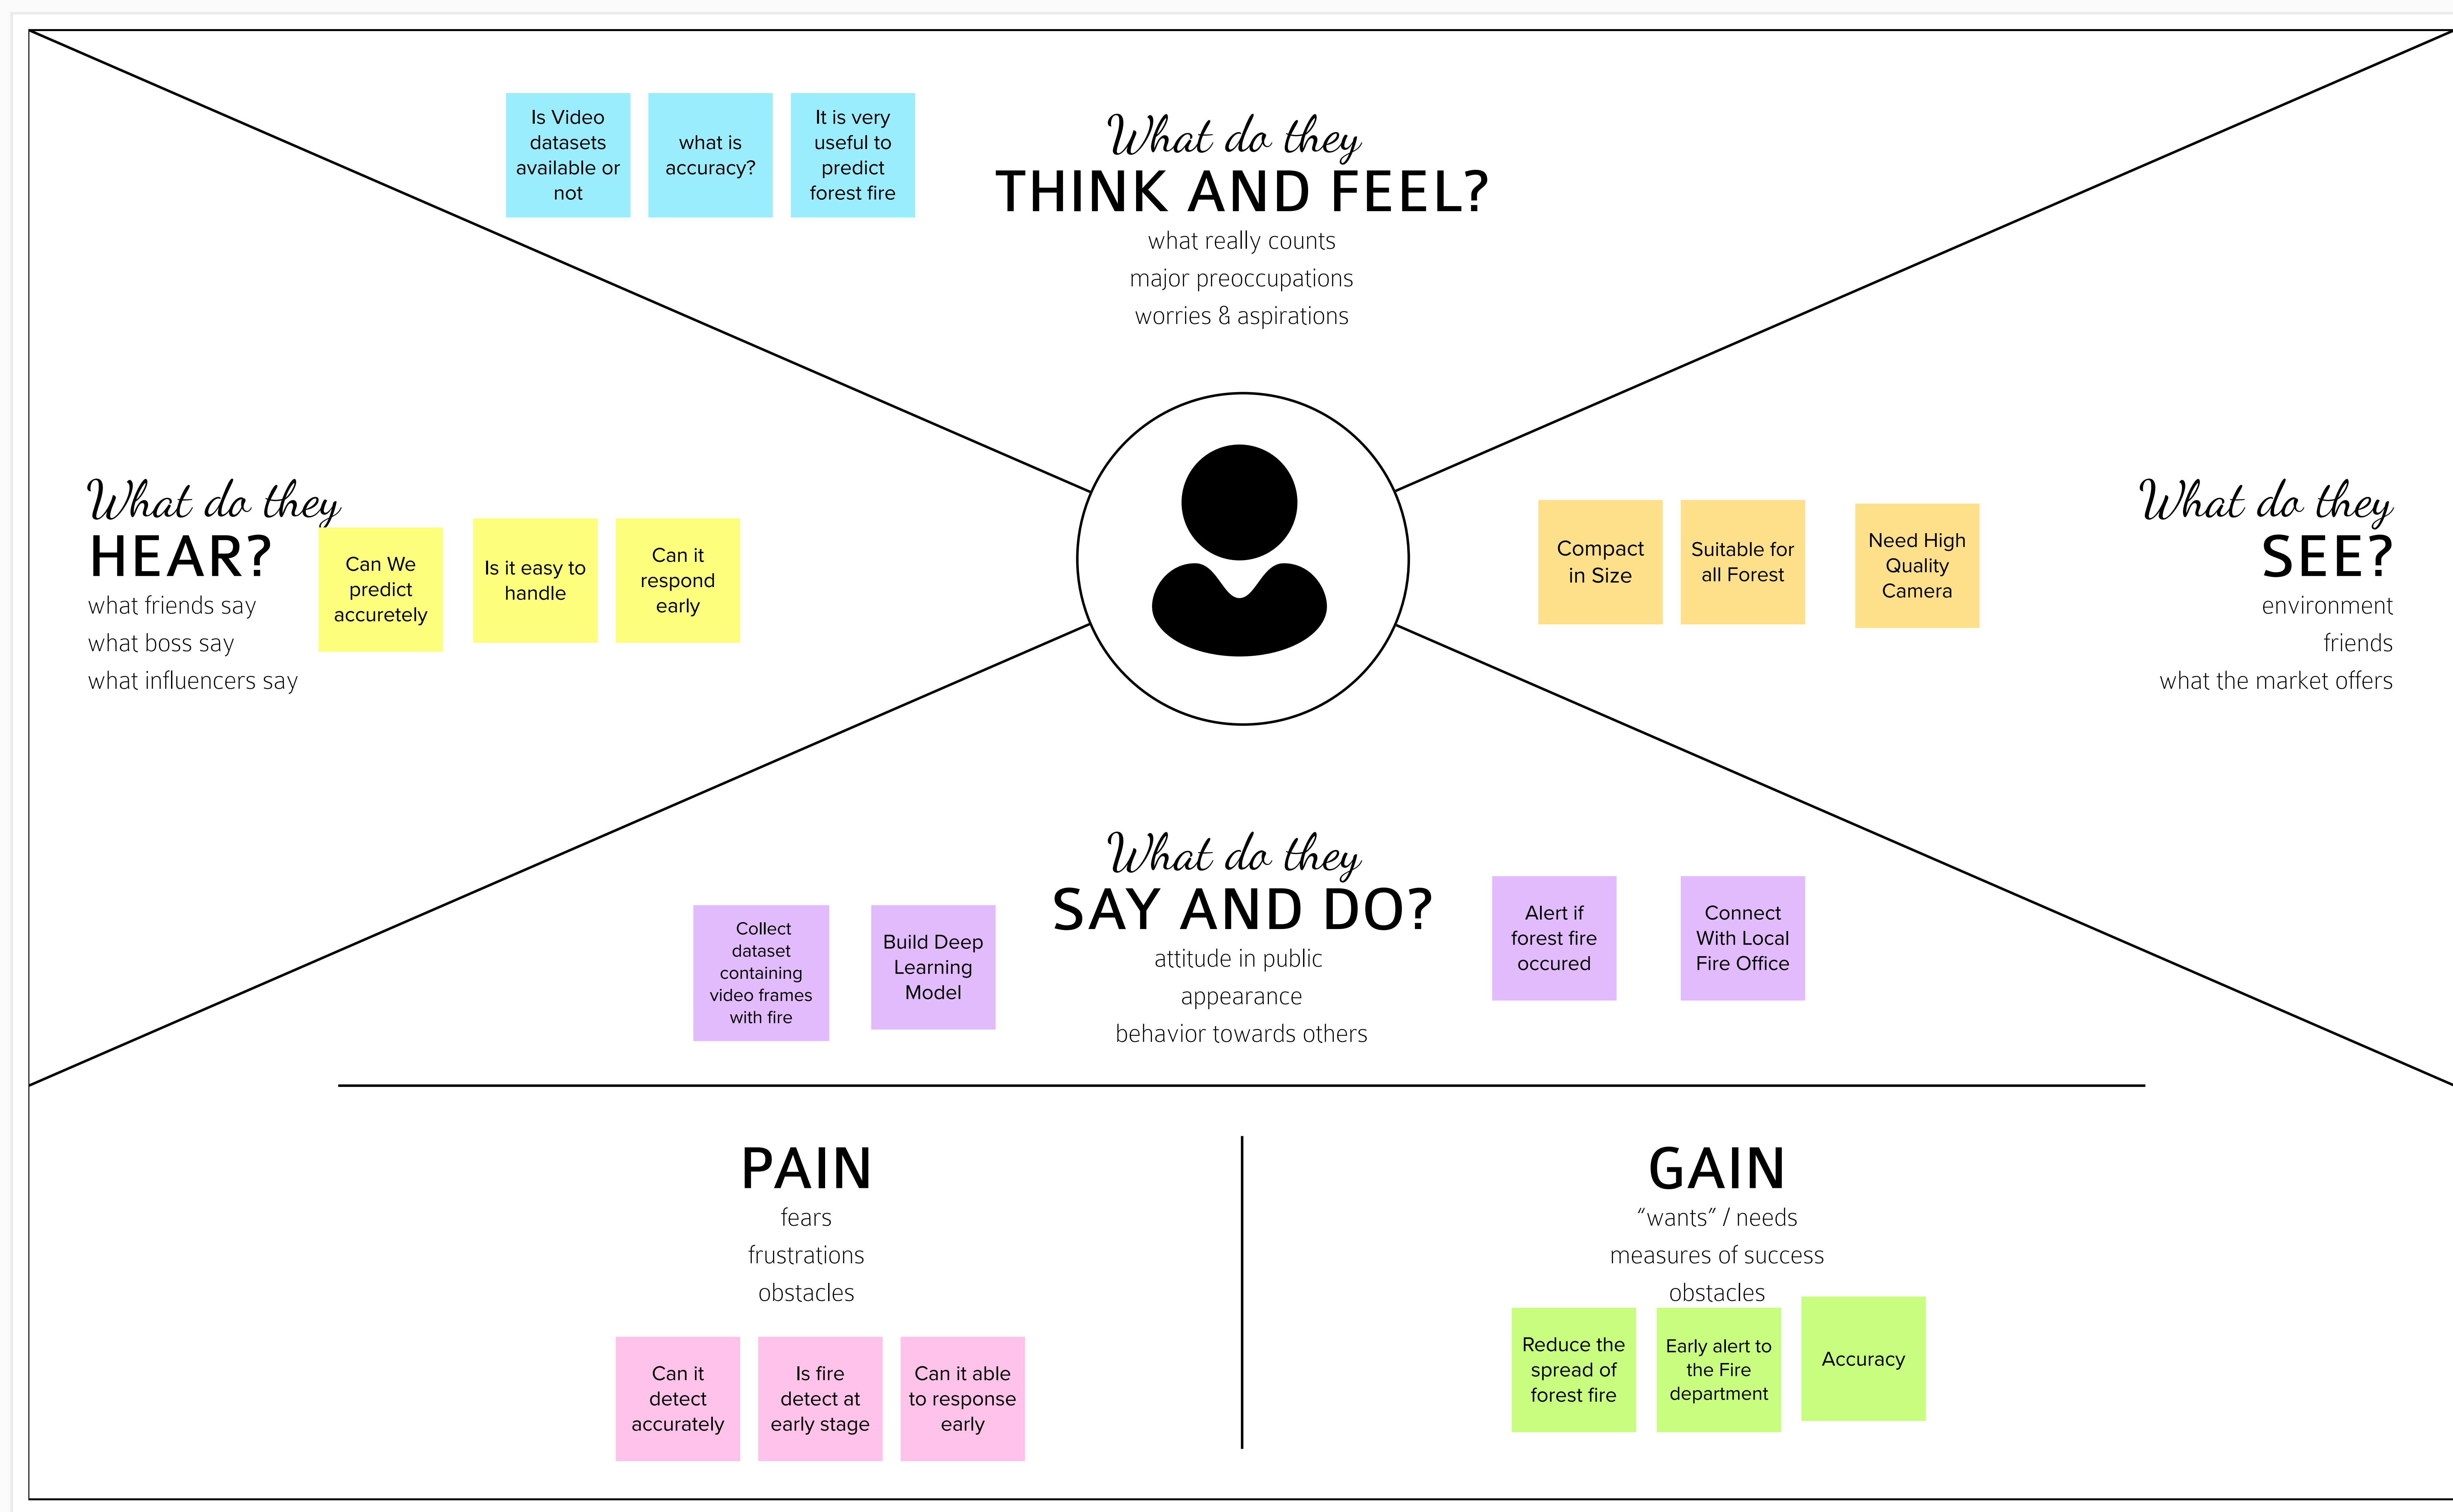 Is Video
datasets
available or
not
what is
accuracy?
It is very
useful to
predict
forest fire
What do they
THINK AND FEEL?
what really counts
major preoccupations
worries & aspirations
What do they
HEAR?
what friends say
what boss say
what influencers say
Can We
predict
accuretely
Is it easy to
handle
Can it
respond
early
Compact
in Size
Suitable for
all Forest
Need High
Quality
Camera
What do they
SEE?
environment
friends
what the market offers
What do they
SAY AND DO?
attitude in public
appearance
behavior towards others
Collect
dataset
containing
video frames
with fire
Build Deep
Learning
Model
Alert if
forest fire
occured
Connect
With Local
Fire Office
PAIN
fears
frustrations
obstacles
Can it
detect
accurately
Is fire
detect at
early stage
Can it able
to response
early
GAIN
“wants” / needs
measures of success
obstacles
Reduce the
spread of
forest fire
Early alert to
the Fire
department
Accuracy